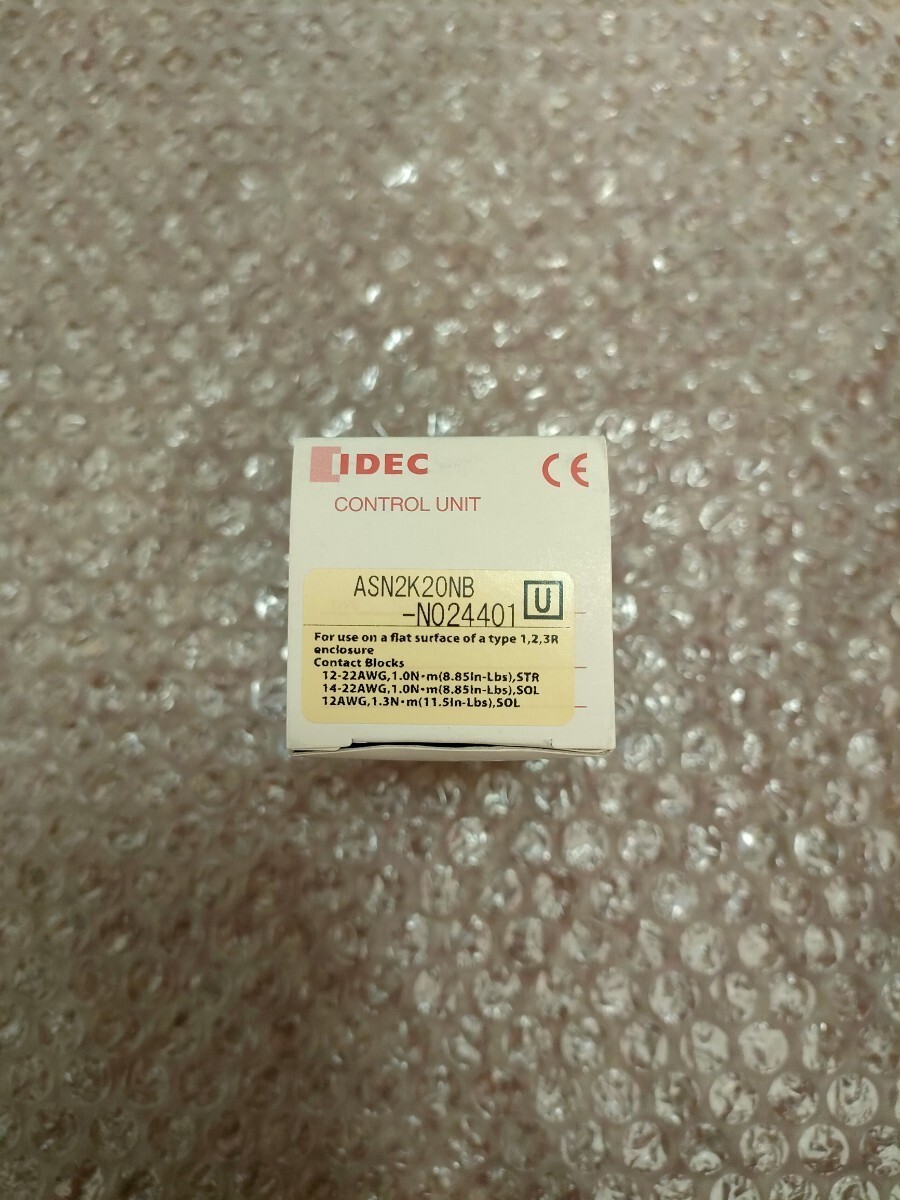 IDEC
CE
CONTROL UNIT
ASN2K20NB
-N024401 U
For use on a flat surface of a type 1,2,3R
enclosure
Contact Blocks
12-22AWG,1.0N・m(8.85In-Lbs),STR
14-22AWG,1.0N・m(8.85In-Lbs),SOL
12AWG,1.3N・m(11.5In-Lbs),SOL